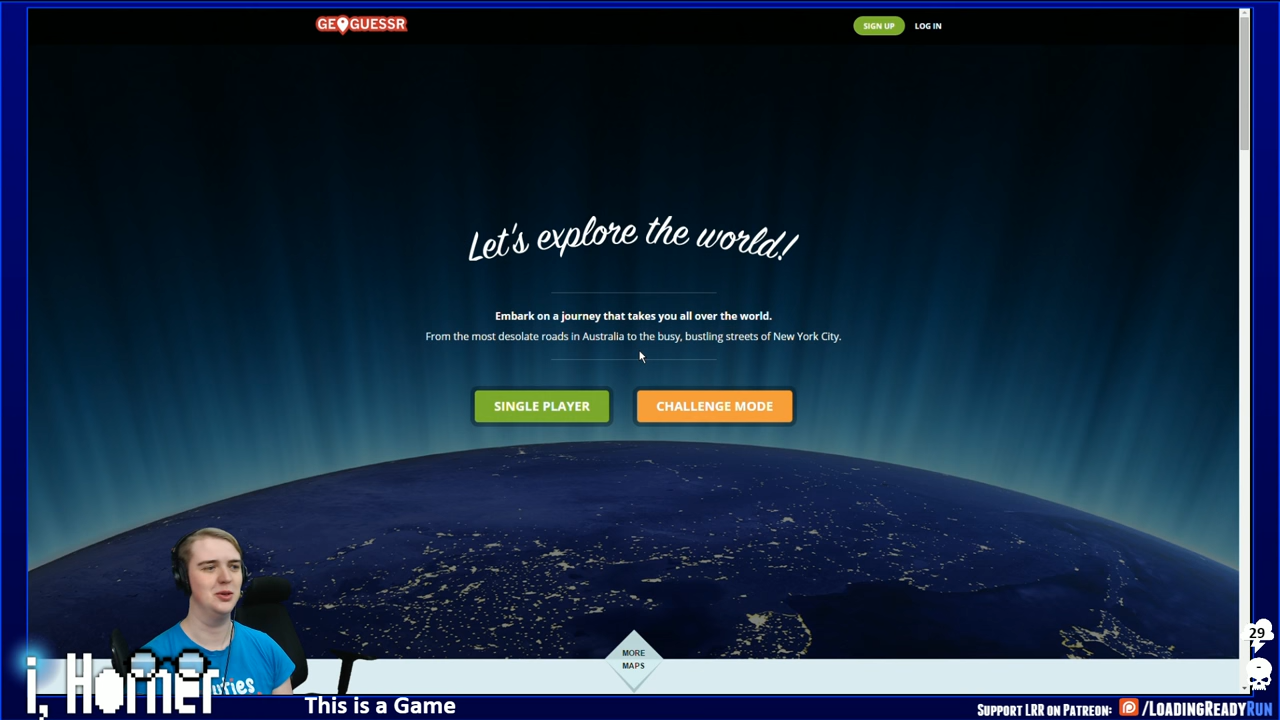 GEOGUESSR
SIGN UP
LOG IN
Let's explore the world!
Embark on a journey that takes you all over the world.
From the most desolate roads in Australia to the busy, bustling streets of New York City.
SINGLE PLAYER
CHALLENGE MODE
MORE
MAPS
29
i, Homer
This is a Game
SUPPORT LRR ON PATREON: /LOADINGREADYRUN